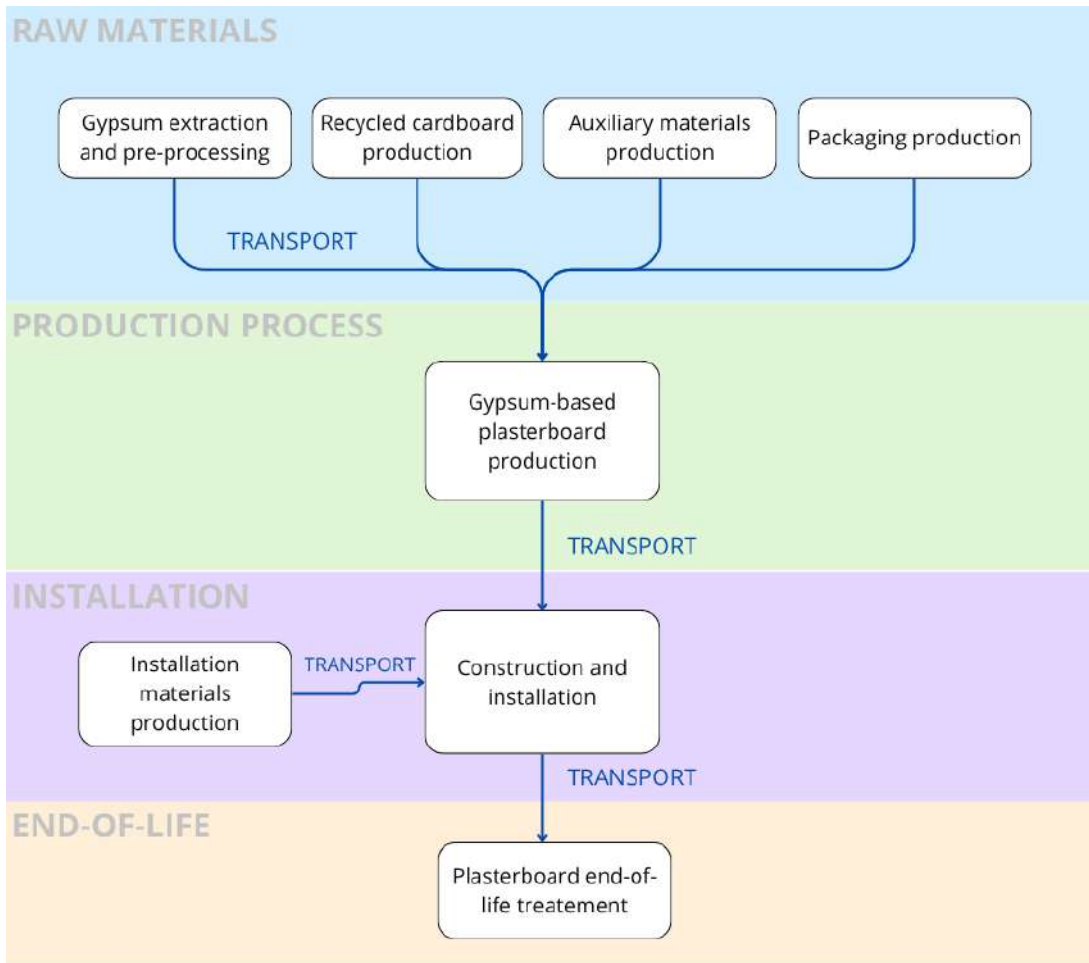 RAW MATERIALS
Gypsum extraction
and pre-processing
Recycled cardboard
production
Auxiliary materials
production
Packaging production
TRANSPORT
PRODUCTION PROCESS
Gypsum-based
plasterboard
production
TRANSPORT
INSTALLATION
Installation
materials
production
TRANSPORT
Construction and
installation
TRANSPORT
END-OF-LIFE
Plasterboard end-of-
life treatement